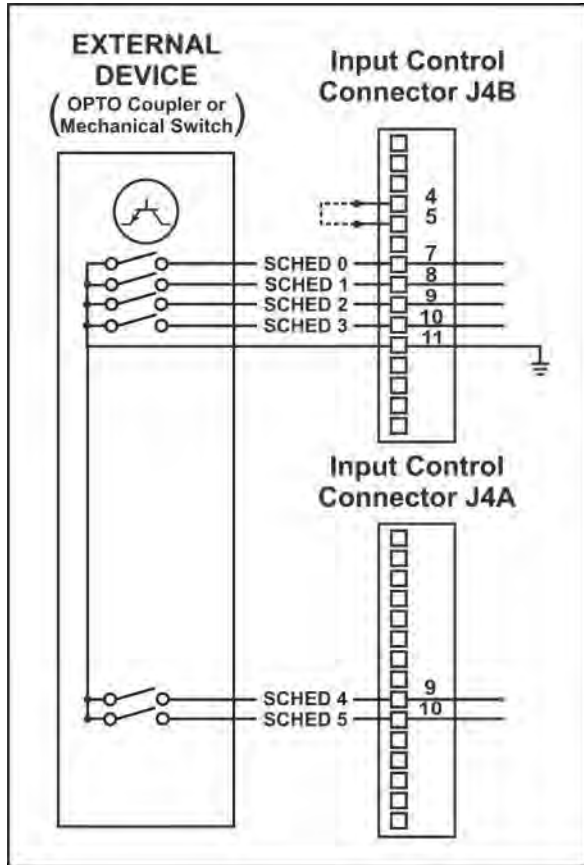 EXTERNAL
DEVICE
(OPTO Coupler or
Mechanical Switch)
Input Control
Connector J4B
4
5
SCHED 0 7
SCHED 1 8
SCHED 2 9
SCHED 3 10
11
Input Control
Connector J4A
SCHED 4 9
SCHED 5 10